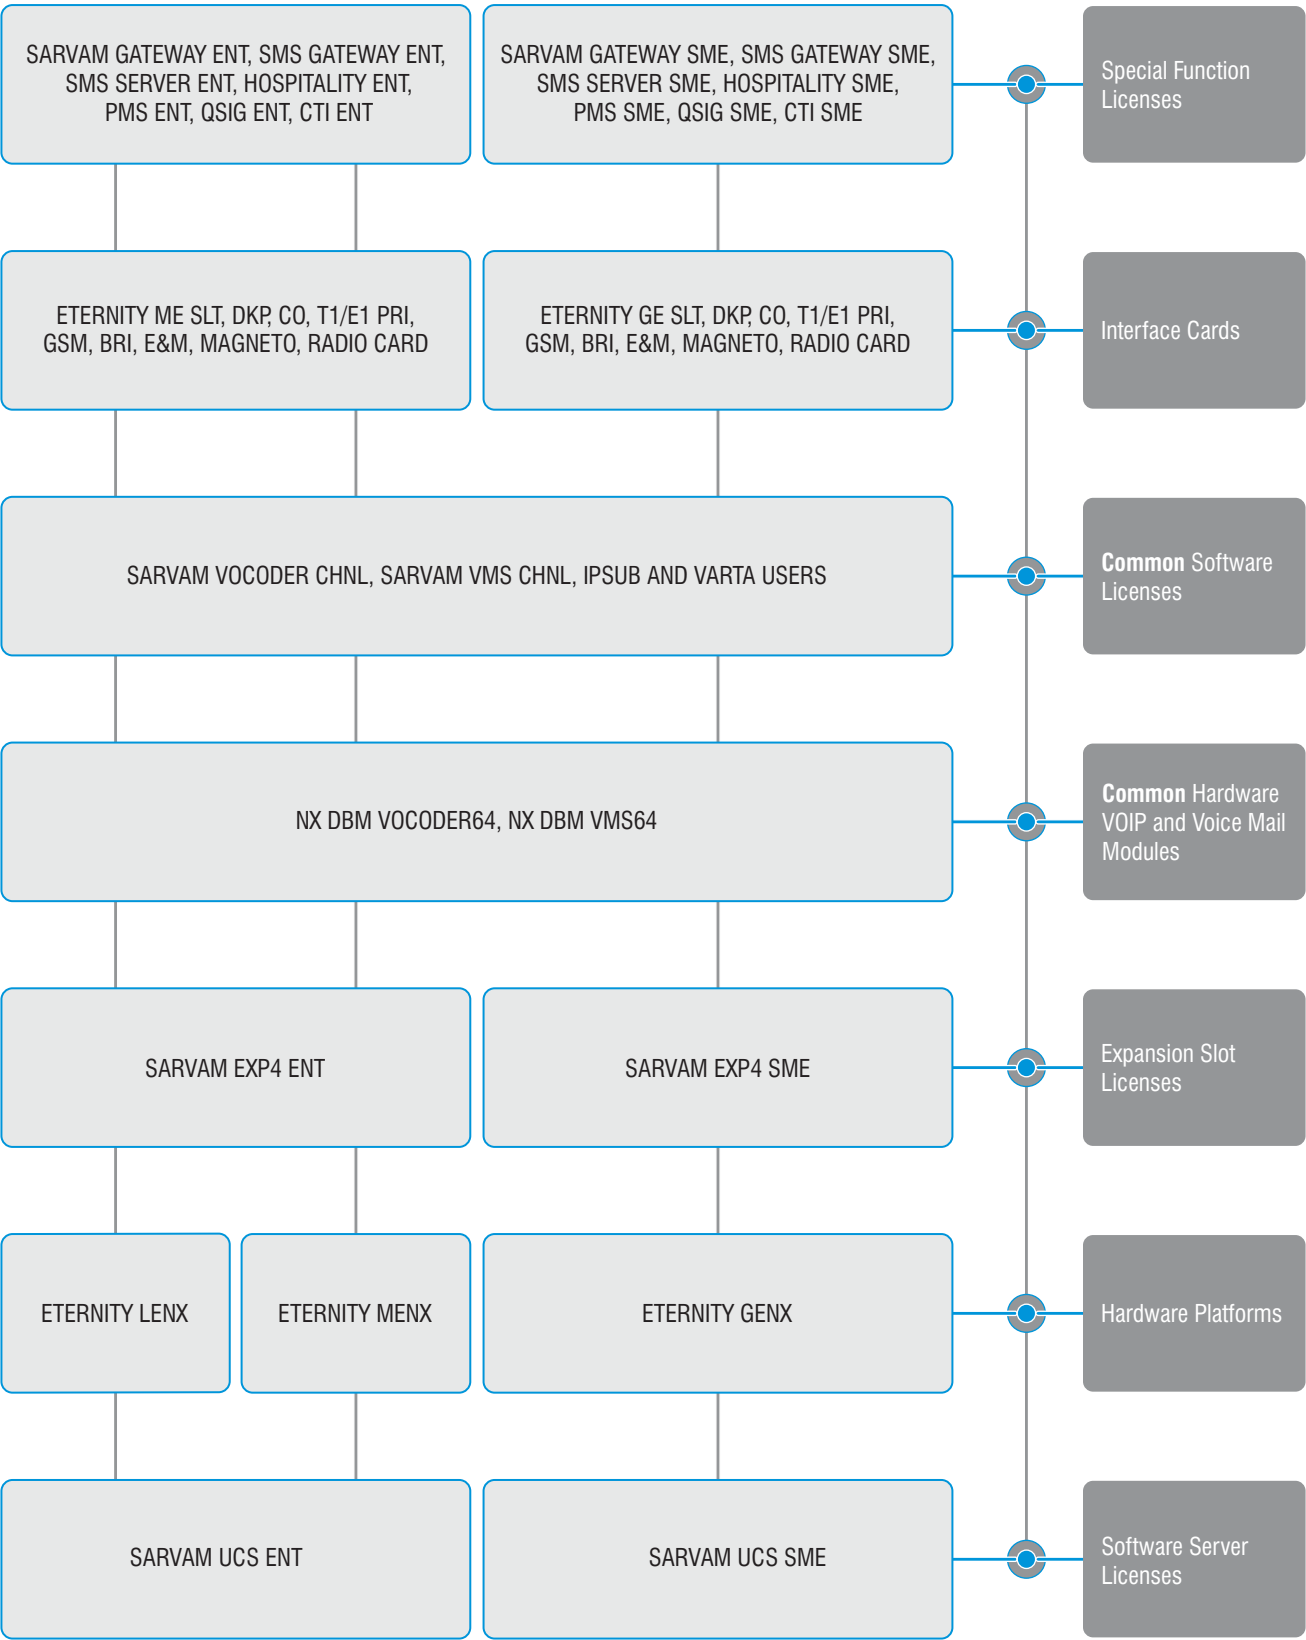 SARVAM GATEWAY ENT, SMS GATEWAY ENT,
SMS SERVER ENT, HOSPITALITY ENT,
PMS ENT, QSIG ENT, CTI ENT
SARVAM GATEWAY SME, SMS GATEWAY SME,
SMS SERVER SME, HOSPITALITY SME,
PMS SME, QSIG SME, CTI SME
Special Function
Licenses
ETERNITY ME SLT, DKP, CO, T1/E1 PRI,
GSM, BRI, E&M, MAGNETO, RADIO CARD
ETERNITY GE SLT, DKP, CO, T1/E1 PRI,
GSM, BRI, E&M, MAGNETO, RADIO CARD
Interface Cards
SARVAM VOCODER CHNL, SARVAM VMS CHNL, IPSUB AND VARTA USERS
Common Software
Licenses
NX DBM VOCODER64, NX DBM VMS64
Common Hardware
VOIP and Voice Mail
Modules
SARVAM EXP4 ENT
SARVAM EXP4 SME
Expansion Slot
Licenses
ETERNITY LENX
ETERNITY MENX
ETERNITY GENX
Hardware Platforms
SARVAM UCS ENT
SARVAM UCS SME
Software Server
Licenses